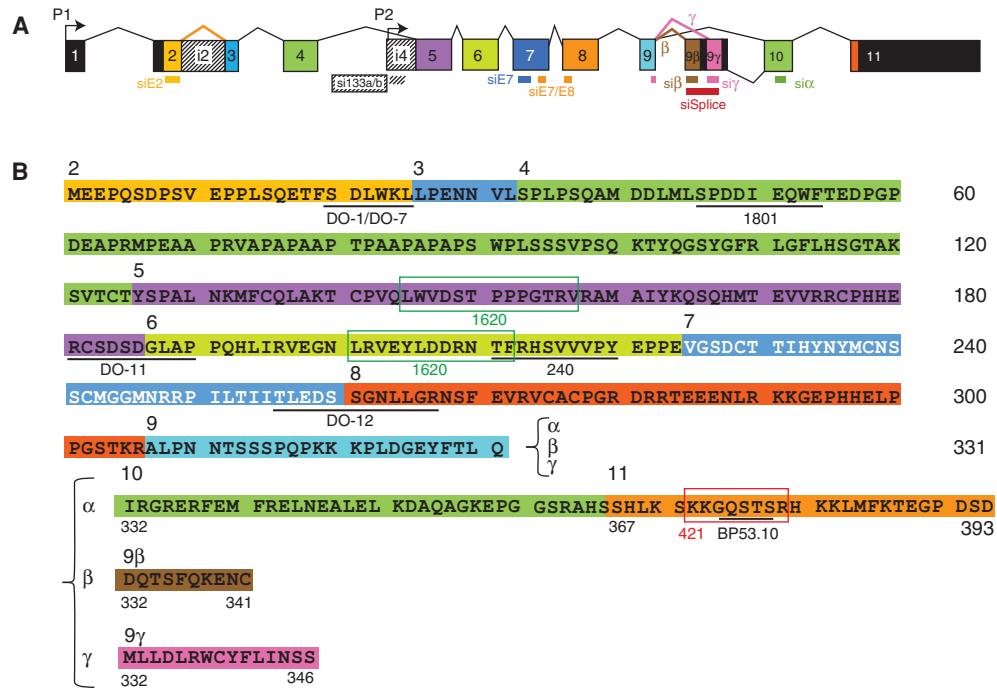 A
P1
P2
γ
β
1
2
i2
3
4
i4
5
6
7
8
9
9β
9γ
10
11
siE2
si133a/b
siE7
siE7/E8
siβ
siγ
siα
siSplice
B
2 3 4
MEEPQSDPSV EPPLSQETFS DLWKLLPENN VLSPLPSQAM DDLMLSPDDI EQWFTEDPGP 60
DO-1/DO-7 1801
DEAPRMPEAA PRVAPAPAAP TPAAPAPAPS WPLSSSVPSQ KTYQGSYGFR LGFLHSGTAK 120
5
SVTCTYSPAL NKMFCQLAKT CPVQLWVDST PPPGTRVRAM AIYKQSQHMT EVVRRCPHHE 180
1620
6 7
RCSDSDGLAP PQHLIRVEGN LRVEYLDDRN TFRHSVVVPY EPPEVGSDCT TIHYNYMCNS 240
DO-11 1620 240
8
SCMGGMNRRP ILTIITLEDS SGNLLGRNSF EVRVCACPGR DRRTEEENLR KKGEPHHELP 300
DO-12
9
PGSTKRALPN NTSSSPQPKK KPLDGEYFTL Q α β γ 331
10 11
α IRGRERFEM FRELNEALEL KDAQAGKEPG GSRAHSSHLK SKKGQSTSRH KKLMFKTEGP DSD
332 367 421 BP53.10 393
9β
β DQTSFQKENC
332 341
9γ
γ MLLDLRWCYFLINSS
332 346